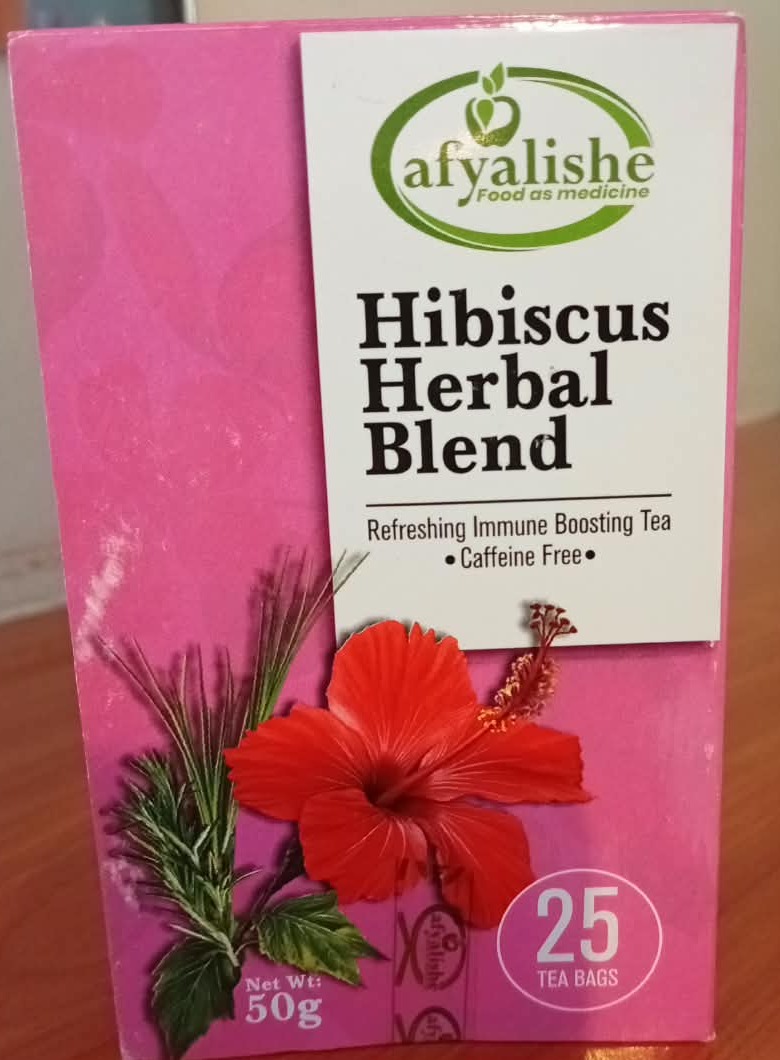 afyalishe
Food as medicine
Hibiscus
Herbal
Blend
Refreshing Immune Boosting Tea
• Caffeine Free •
25
TEA BAGS
Net Wt:
50g
afyalishe